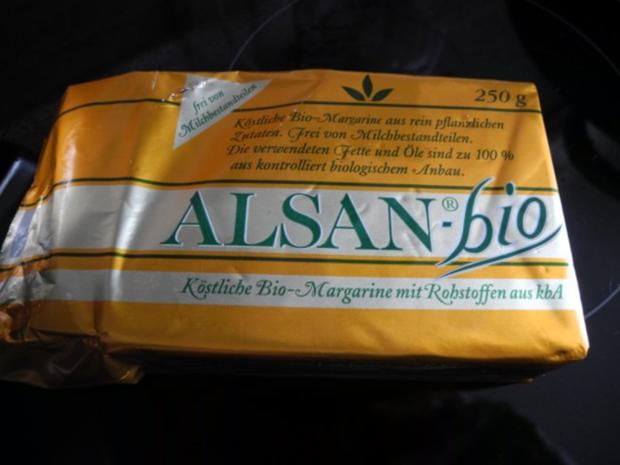 frei von
Milchbestandteilen
250 g
Köstliche Bio-Margarine aus rein pflanzlichen
Zutaten. Frei von Milchbestandteilen.
Die verwendeten Fette und Öle sind zu 100 %
aus kontrolliert biologischem Anbau.
ALSAN®-bio
Köstliche Bio-Margarine mit Rohstoffen aus kbA